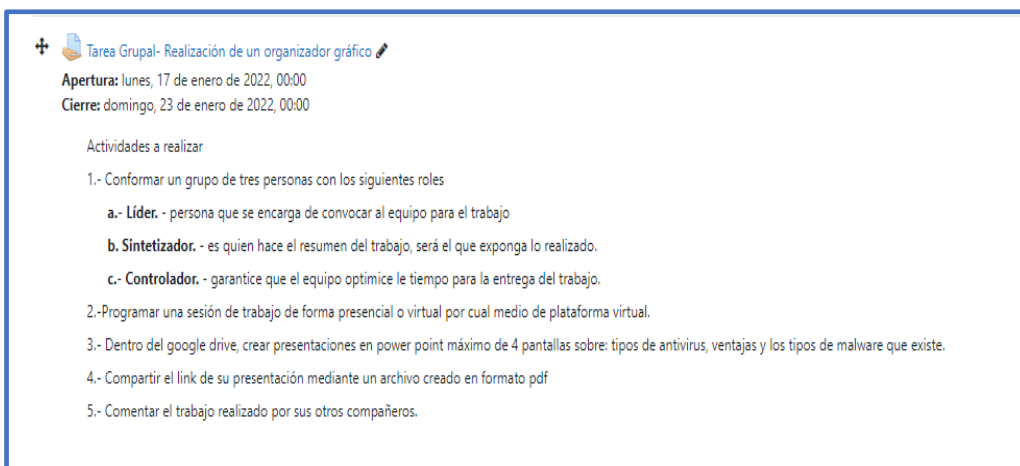 Tarea Grupal- Realización de un organizador gráfico
Apertura: lunes, 17 de enero de 2022, 00:00
Cierre: domingo, 23 de enero de 2022, 00:00
Actividades a realizar
1.- Conformar un grupo de tres personas con los siguientes roles
a.- Líder. - persona que se encarga de convocar al equipo para el trabajo
b. Sintetizador. - es quien hace el resumen del trabajo, será el que exponga lo realizado.
c.- Controlador. - garantice que el equipo optimice le tiempo para la entrega del trabajo.
2.-Programar una sesión de trabajo de forma presencial o virtual por cual medio de plataforma virtual.
3.- Dentro del google drive, crear presentaciones en power point máximo de 4 pantallas sobre: tipos de antivirus, ventajas y los tipos de malware que existe.
4.- Compartir el link de su presentación mediante un archivo creado en formato pdf
5.- Comentar el trabajo realizado por sus otros compañeros.